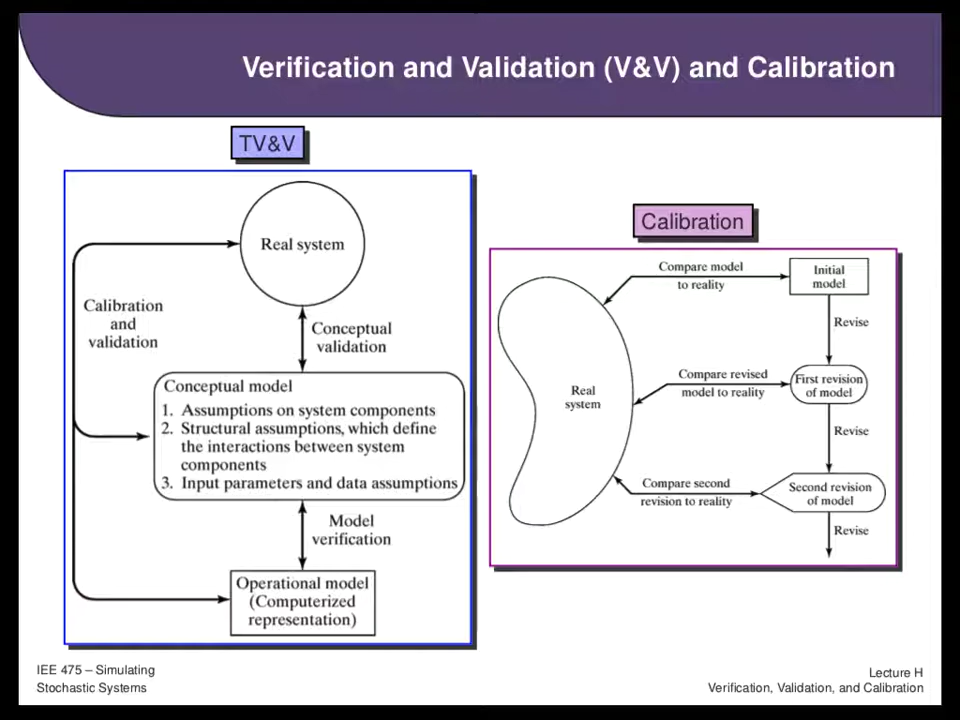 Verification and Validation (V&V) and Calibration
TV&V
Real system
Calibration
and
validation
Conceptual
validation
Conceptual model
1. Assumptions on system components
2. Structural assumptions, which define
the interactions between system
components
3. Input parameters and data assumptions
Model
verification
Operational model
(Computerized
representation)
Calibration
Compare model
to reality
Initial
model
Revise
Real
system
Compare revised
model to reality
First revision
of model
Revise
Compare second
revision to reality
Second revision
of model
Revise
IEE 475 – Simulating
Stochastic Systems
Lecture H
Verification, Validation, and Calibration